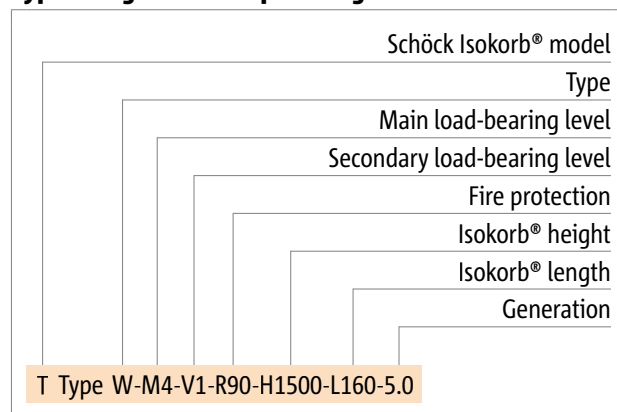 Schöck Isokorb® model
Type
Main load-bearing level
Secondary load-bearing level
Fire protection
Isokorb® height
Isokorb® length
Generation
T Type W-M4-V1-R90-H1500-L160-5.0